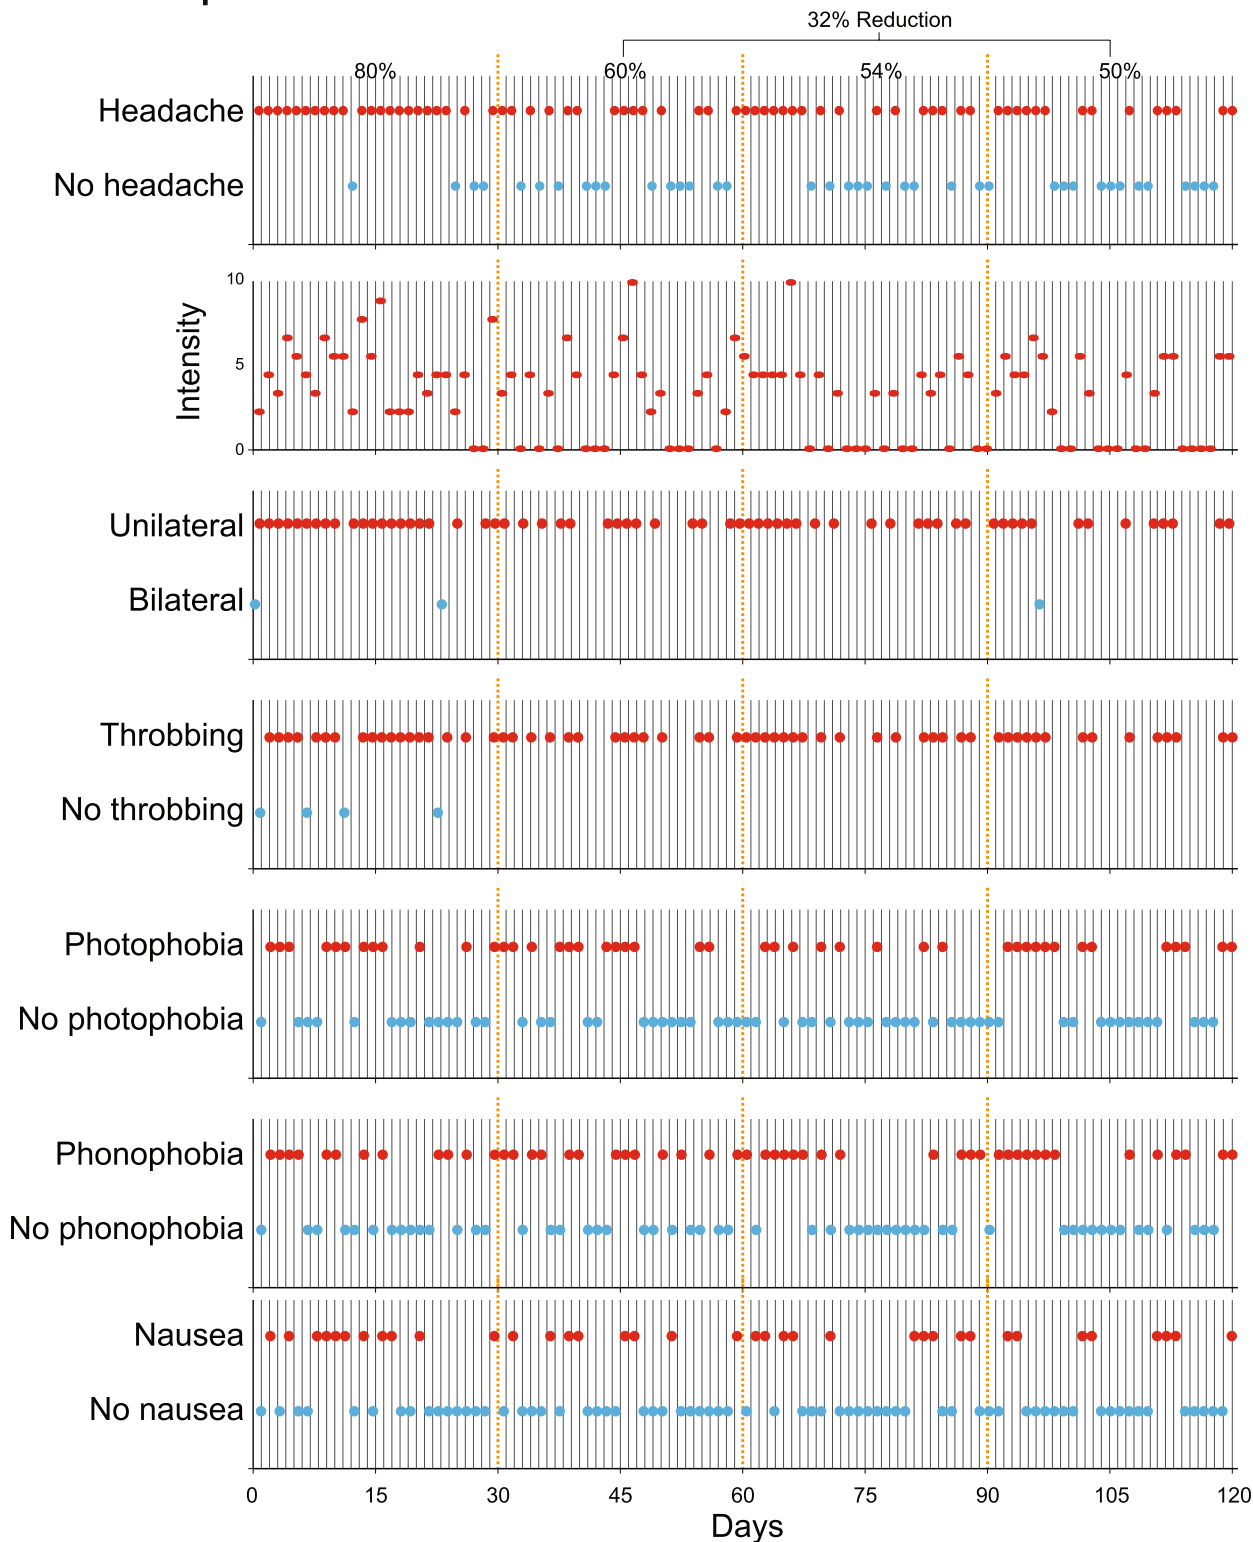 32% Reduction
80% 60% 54% 50%
Headache
No headache
10
5
0
Intensity
Unilateral
Bilateral
Throbbing
No throbbing
Photophobia
No photophobia
Phonophobia
No phonophobia
Nausea
No nausea
0 15 30 45 60 75 90 105 120
Days